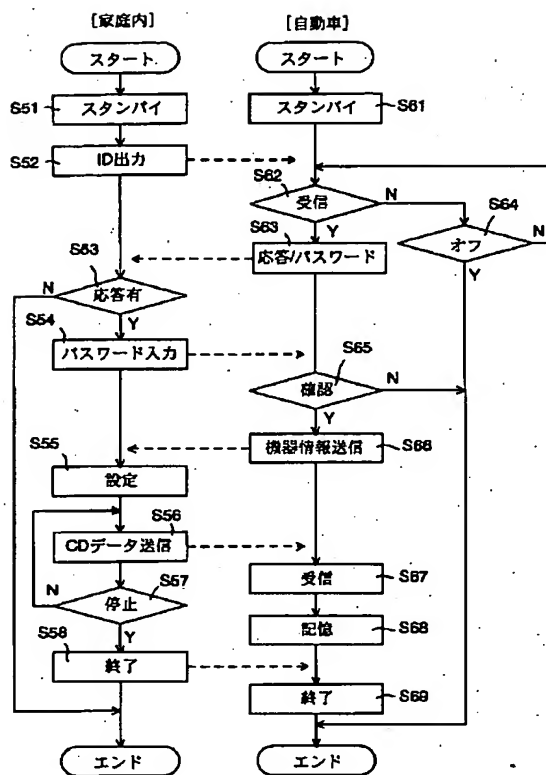 [家庭内] [自動車]
スタート スタート
S51 スタンバイ スタンバイ S61
S52 ID出力
S62 N S64
受信
Y
S63
オフ N
応答/パスワード
Y
S53
N 応答有
S54 Y
パスワード入力
S65
確認 N
Y
機器情報送信 S66
S55
設定
S56
CDデータ送信
S57
受信 S67
N 停止
S58 Y
記憶 S68
終了
終了 S69
エンド エンド